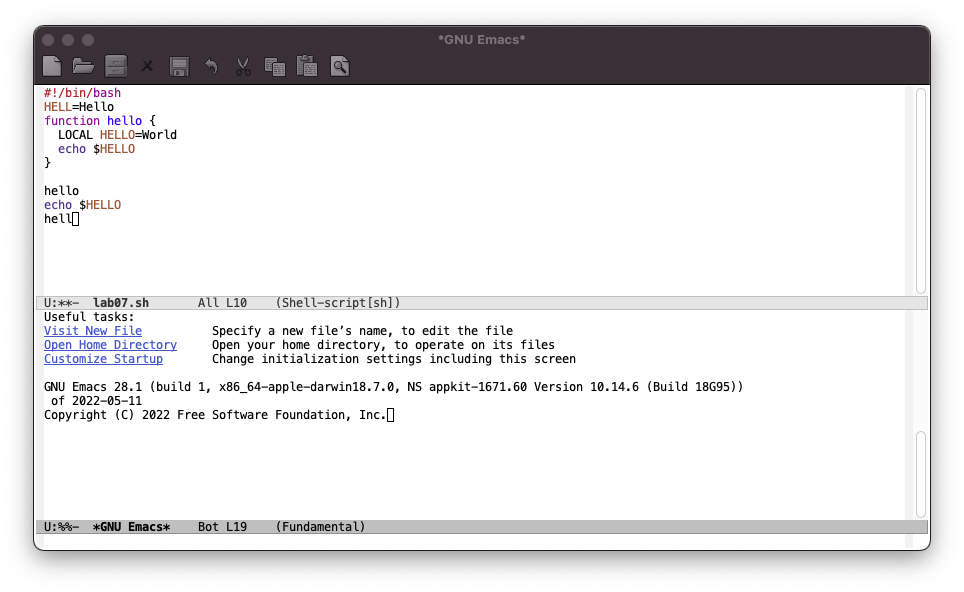 *GNU Emacs*
#!/bin/bash
HELL=Hello
function hello {
  LOCAL HELLO=World
  echo $HELLO
}
hello
echo $HELLO
hell
U:**-  lab07.sh       All L10    (Shell-script[sh])
Useful tasks:
Visit New File          Specify a new file’s name, to edit the file
Open Home Directory     Open your home directory, to operate on its files
Customize Startup       Change initialization settings including this screen
GNU Emacs 28.1 (build 1, x86_64-apple-darwin18.7.0, NS appkit-1671.60 Version 10.14.6 (Build 18G95))
 of 2022-05-11
Copyright (C) 2022 Free Software Foundation, Inc.
U:%%-  *GNU Emacs*    Bot L19    (Fundamental)